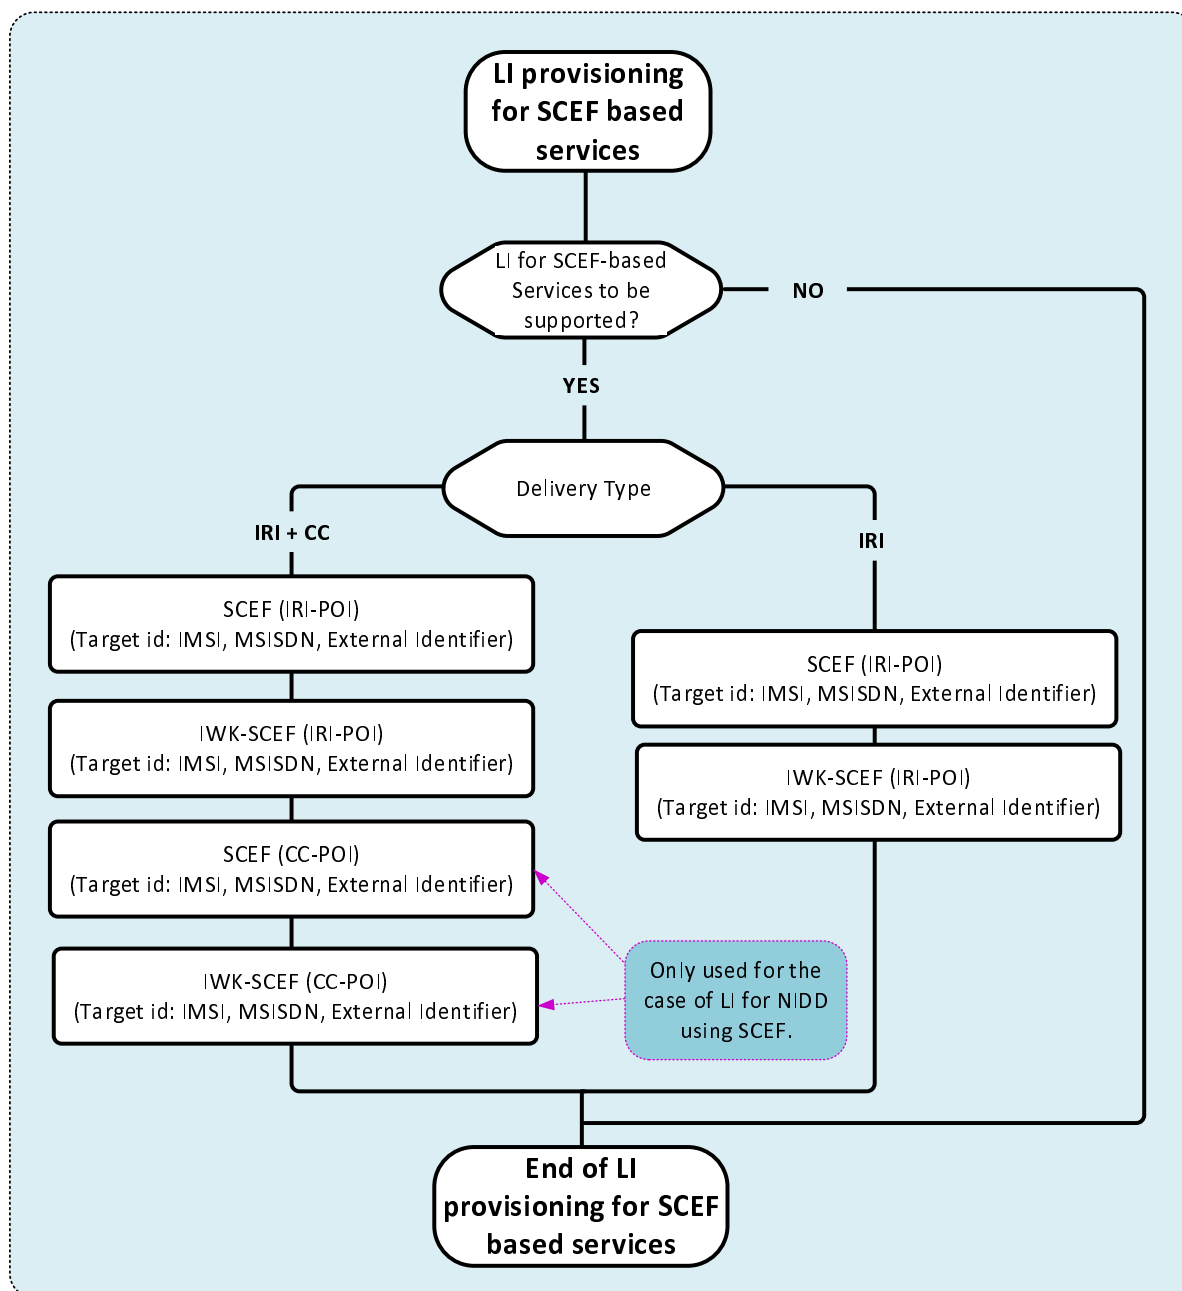 LI provisioning
for SCEF based
services
LI for SCEF-based
Services to be
supported?
NO
YES
Delivery Type
IRI + CC
IRI
SCEF (IRI-POI)
(Target id: IMSI, MSISDN, External Identifier)
IWK-SCEF (IRI-POI)
(Target id: IMSI, MSISDN, External Identifier)
SCEF (CC-POI)
(Target id: IMSI, MSISDN, External Identifier)
IWK-SCEF (CC-POI)
(Target id: IMSI, MSISDN, External Identifier)
SCEF (IRI-POI)
(Target id: IMSI, MSISDN, External Identifier)
IWK-SCEF (IRI-POI)
(Target id: IMSI, MSISDN, External Identifier)
Only used for the
case of LI for NIDD
using SCEF.
End of LI
provisioning for SCEF
based services